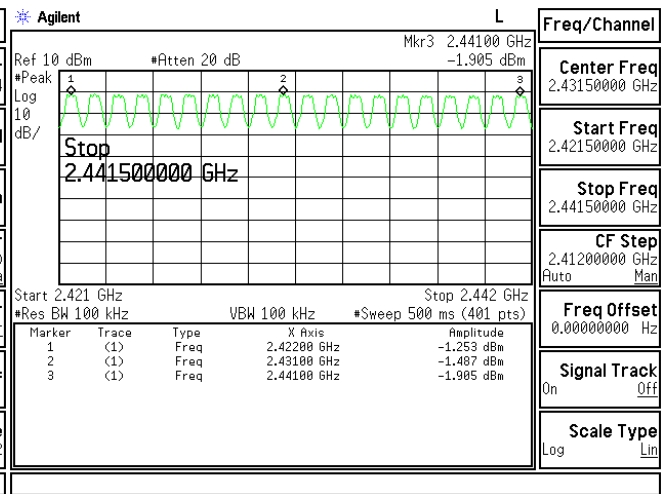 Agilent L
Mkr3 2.44100 GHz
Ref 10 dBm #Atten 20 dB -1.905 dBm
#Peak
Log
10
dB/
1 2 3
Stop
2.441500000 GHz
Start 2.421 GHz Stop 2.442 GHz
#Res BW 100 kHz VBW 100 kHz #Sweep 500 ms (401 pts)
Marker Trace Type X Axis Amplitude
1 (1) Freq 2.42200 GHz -1.253 dBm
2 (1) Freq 2.43100 GHz -1.487 dBm
3 (1) Freq 2.44100 GHz -1.905 dBm
Freq/Channel
Center Freq
2.43150000 GHz
Start Freq
2.42150000 GHz
Stop Freq
2.44150000 GHz
CF Step
2.41200000 GHz
Auto Man
Freq Offset
0.00000000 Hz
Signal Track
On Off
Scale Type
Log Lin